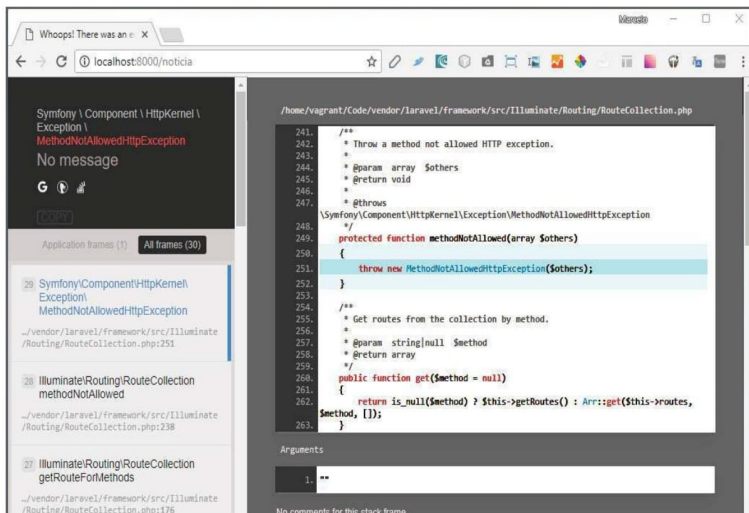 Marcelo
Whoops! There was an e
localhost:8000/noticia
Symfony \ Component \ HttpKernel \
Exception \
MethodNotAllowedHttpException
No message
G
COPY
Application frames (1) All frames (30)
29 Symfony\Component\HttpKernel\
Exception\
MethodNotAllowedHttpException
…/vendor/laravel/framework/src/Illuminate
/Routing/RouteCollection.php:251
28 Illuminate\Routing\RouteCollection
methodNotAllowed
…/vendor/laravel/framework/src/Illuminate
/Routing/RouteCollection.php:238
27 Illuminate\Routing\RouteCollection
getRouteForMethods
…/vendor/laravel/framework/src/Illuminate
/Routing/RouteCollection.php:176
/home/vagrant/Code/vendor/laravel/framework/src/Illuminate/Routing/RouteCollection.php
241. /**
242. * Throw a method not allowed HTTP exception.
243. *
244. * @param array $others
245. * @return void
246. *
247. * @throws
\Symfony\Component\HttpKernel\Exception\MethodNotAllowedHttpException
248. */
249. protected function methodNotAllowed(array $others)
250. {
251. throw new MethodNotAllowedHttpException($others);
252. }
253.
254. /**
255. * Get routes from the collection by method.
256. *
257. * @param string|null $method
258. * @return array
259. */
260. public function get($method = null)
261. {
262. return is_null($method) ? $this->getRoutes() : Arr::get($this->routes,
$method, []);
263. }
Arguments
1. ""
No comments for this stack frame.